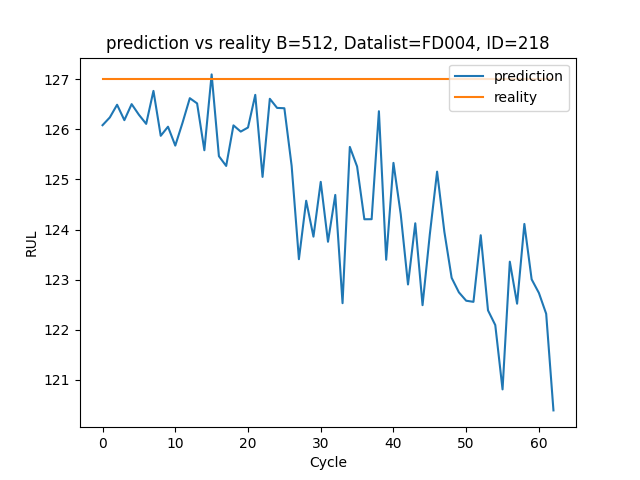 prediction vs reality B=512, Datalist=FD004, ID=218
prediction
reality
127
126
125
124
123
122
121
RUL
0 10 20 30 40 50 60
Cycle